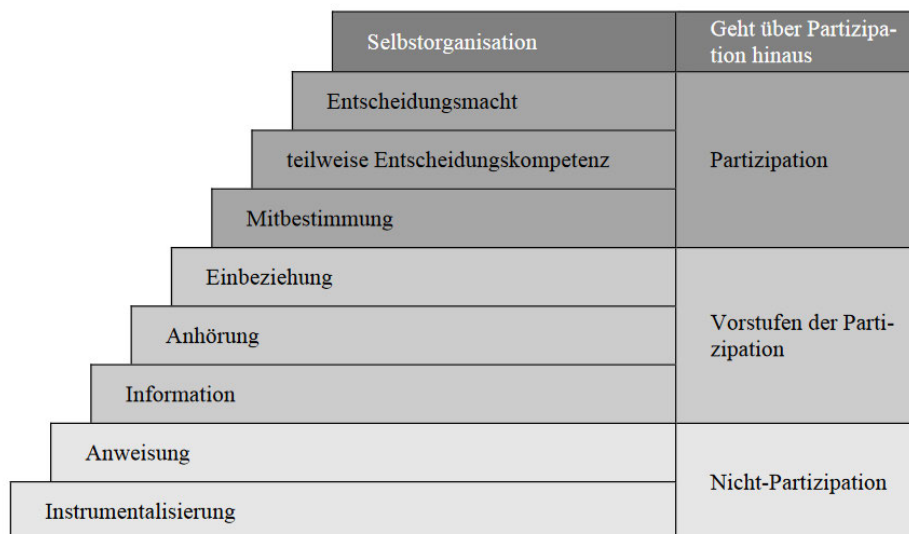 Selbstorganisation
Geht über Partizipa-
tion hinaus
Entscheidungsmacht
teilweise Entscheidungskompetenz
Partizipation
Mitbestimmung
Einbeziehung
Anhörung
Vorstufen der Parti-
zipation
Information
Anweisung
Nicht-Partizipation
Instrumentalisierung